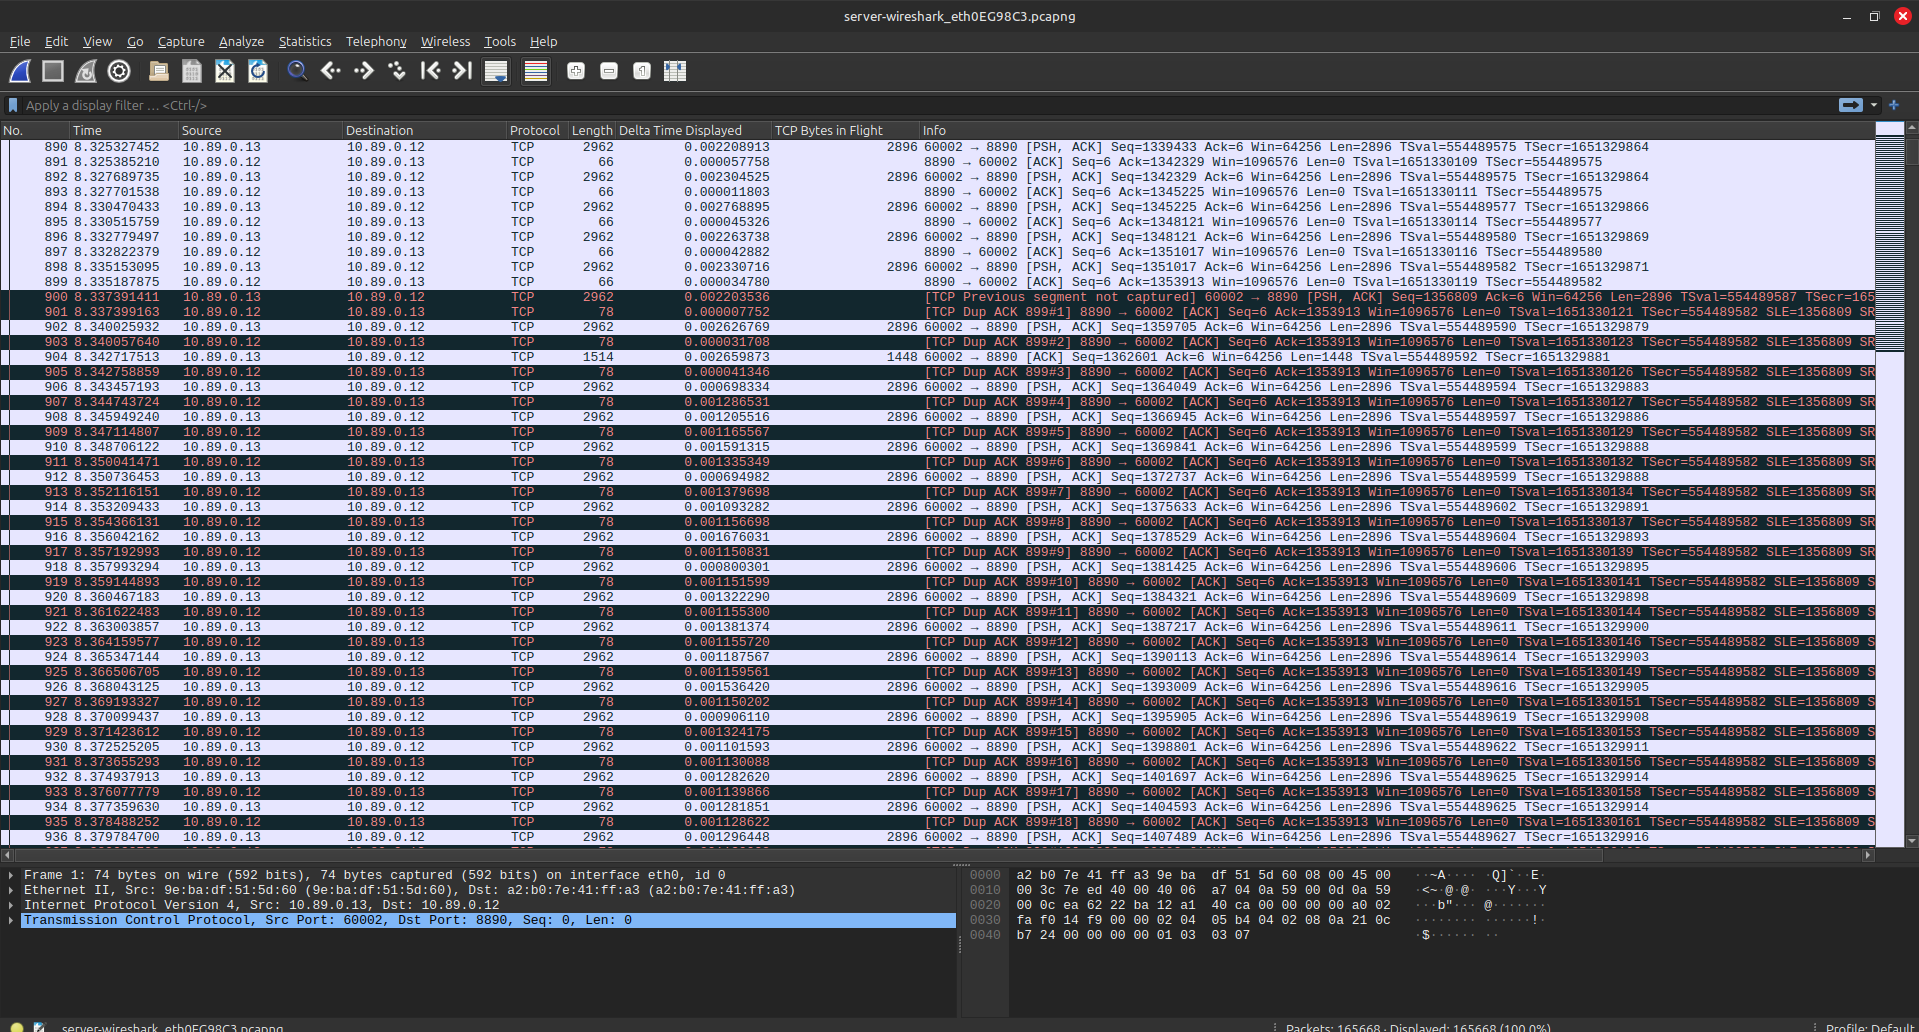 server-wireshark_eth0EG98C3.pcapng
File Edit View Go Capture Analyze Statistics Telephony Wireless Tools Help
Apply a display filter … <Ctrl-/>
No. Time Source Destination Protocol Length Delta Time Displayed TCP Bytes in Flight Info
890 8.325327452 10.89.0.13 10.89.0.12 TCP 2962 0.002208913 2896 60002 → 8890 [PSH, ACK] Seq=1339433 Ack=6 Win=64256 Len=2896 TSval=554489575 TSecr=1651329864
891 8.325385210 10.89.0.12 10.89.0.13 TCP 66 0.000057758 8890 → 60002 [ACK] Seq=6 Ack=1342329 Win=1096576 Len=0 TSval=1651330109 TSecr=554489575
892 8.327689735 10.89.0.13 10.89.0.12 TCP 2962 0.002304525 2896 60002 → 8890 [PSH, ACK] Seq=1342329 Ack=6 Win=64256 Len=2896 TSval=554489575 TSecr=1651329864
893 8.327701538 10.89.0.12 10.89.0.13 TCP 66 0.000011803 8890 → 60002 [ACK] Seq=6 Ack=1345225 Win=1096576 Len=0 TSval=1651330111 TSecr=554489575
894 8.330470433 10.89.0.13 10.89.0.12 TCP 2962 0.002768895 2896 60002 → 8890 [PSH, ACK] Seq=1345225 Ack=6 Win=64256 Len=2896 TSval=554489577 TSecr=1651329866
895 8.330515759 10.89.0.12 10.89.0.13 TCP 66 0.000045326 8890 → 60002 [ACK] Seq=6 Ack=1348121 Win=1096576 Len=0 TSval=1651330114 TSecr=554489577
896 8.332779497 10.89.0.13 10.89.0.12 TCP 2962 0.002263738 2896 60002 → 8890 [PSH, ACK] Seq=1348121 Ack=6 Win=64256 Len=2896 TSval=554489580 TSecr=1651329869
897 8.332822379 10.89.0.12 10.89.0.13 TCP 66 0.000042882 8890 → 60002 [ACK] Seq=6 Ack=1351017 Win=1096576 Len=0 TSval=1651330116 TSecr=554489580
898 8.335153095 10.89.0.13 10.89.0.12 TCP 2962 0.002330716 2896 60002 → 8890 [PSH, ACK] Seq=1351017 Ack=6 Win=64256 Len=2896 TSval=554489582 TSecr=1651329871
899 8.335187875 10.89.0.12 10.89.0.13 TCP 66 0.000034780 8890 → 60002 [ACK] Seq=6 Ack=1353913 Win=1096576 Len=0 TSval=1651330119 TSecr=554489582
900 8.337391411 10.89.0.13 10.89.0.12 TCP 2962 0.002203536 [TCP Previous segment not captured] 60002 → 8890 [PSH, ACK] Seq=1356809 Ack=6 Win=64256 Len=2896 TSval=554489587 TSecr=165
901 8.337399163 10.89.0.12 10.89.0.13 TCP 78 0.000007752 [TCP Dup ACK 899#1] 8890 → 60002 [ACK] Seq=6 Ack=1353913 Win=1096576 Len=0 TSval=1651330121 TSecr=554489582 SLE=1356809 SR
902 8.340025932 10.89.0.13 10.89.0.12 TCP 2962 0.002626769 2896 60002 → 8890 [PSH, ACK] Seq=1359705 Ack=6 Win=64256 Len=2896 TSval=554489590 TSecr=1651329879
903 8.340057640 10.89.0.12 10.89.0.13 TCP 78 0.000031708 [TCP Dup ACK 899#2] 8890 → 60002 [ACK] Seq=6 Ack=1353913 Win=1096576 Len=0 TSval=1651330123 TSecr=554489582 SLE=1356809 SR
904 8.342717513 10.89.0.13 10.89.0.12 TCP 1514 0.002659873 1448 60002 → 8890 [ACK] Seq=1362601 Ack=6 Win=64256 Len=1448 TSval=554489592 TSecr=1651329881
905 8.342758859 10.89.0.12 10.89.0.13 TCP 78 0.000041346 [TCP Dup ACK 899#3] 8890 → 60002 [ACK] Seq=6 Ack=1353913 Win=1096576 Len=0 TSval=1651330126 TSecr=554489582 SLE=1356809 SR
906 8.343457193 10.89.0.13 10.89.0.12 TCP 2962 0.000698334 2896 60002 → 8890 [PSH, ACK] Seq=1364049 Ack=6 Win=64256 Len=2896 TSval=554489594 TSecr=1651329883
907 8.344743724 10.89.0.12 10.89.0.13 TCP 78 0.001286531 [TCP Dup ACK 899#4] 8890 → 60002 [ACK] Seq=6 Ack=1353913 Win=1096576 Len=0 TSval=1651330127 TSecr=554489582 SLE=1356809 SR
908 8.345949240 10.89.0.13 10.89.0.12 TCP 2962 0.001205516 2896 60002 → 8890 [PSH, ACK] Seq=1366945 Ack=6 Win=64256 Len=2896 TSval=554489597 TSecr=1651329886
909 8.347114807 10.89.0.12 10.89.0.13 TCP 78 0.001165567 [TCP Dup ACK 899#5] 8890 → 60002 [ACK] Seq=6 Ack=1353913 Win=1096576 Len=0 TSval=1651330129 TSecr=554489582 SLE=1356809 SR
910 8.348706122 10.89.0.13 10.89.0.12 TCP 2962 0.001591315 2896 60002 → 8890 [PSH, ACK] Seq=1369841 Ack=6 Win=64256 Len=2896 TSval=554489599 TSecr=1651329888
911 8.350041471 10.89.0.12 10.89.0.13 TCP 78 0.001335349 [TCP Dup ACK 899#6] 8890 → 60002 [ACK] Seq=6 Ack=1353913 Win=1096576 Len=0 TSval=1651330132 TSecr=554489582 SLE=1356809 SR
912 8.350736453 10.89.0.13 10.89.0.12 TCP 2962 0.000694982 2896 60002 → 8890 [PSH, ACK] Seq=1372737 Ack=6 Win=64256 Len=2896 TSval=554489599 TSecr=1651329888
913 8.352116151 10.89.0.12 10.89.0.13 TCP 78 0.001379698 [TCP Dup ACK 899#7] 8890 → 60002 [ACK] Seq=6 Ack=1353913 Win=1096576 Len=0 TSval=1651330134 TSecr=554489582 SLE=1356809 SR
914 8.353209433 10.89.0.13 10.89.0.12 TCP 2962 0.001093282 2896 60002 → 8890 [PSH, ACK] Seq=1375633 Ack=6 Win=64256 Len=2896 TSval=554489602 TSecr=1651329891
915 8.354366131 10.89.0.12 10.89.0.13 TCP 78 0.001156698 [TCP Dup ACK 899#8] 8890 → 60002 [ACK] Seq=6 Ack=1353913 Win=1096576 Len=0 TSval=1651330137 TSecr=554489582 SLE=1356809 SR
916 8.356042162 10.89.0.13 10.89.0.12 TCP 2962 0.001676031 2896 60002 → 8890 [PSH, ACK] Seq=1378529 Ack=6 Win=64256 Len=2896 TSval=554489604 TSecr=1651329893
917 8.357192993 10.89.0.12 10.89.0.13 TCP 78 0.001150831 [TCP Dup ACK 899#9] 8890 → 60002 [ACK] Seq=6 Ack=1353913 Win=1096576 Len=0 TSval=1651330139 TSecr=554489582 SLE=1356809 SR
918 8.357993294 10.89.0.13 10.89.0.12 TCP 2962 0.000800301 2896 60002 → 8890 [PSH, ACK] Seq=1381425 Ack=6 Win=64256 Len=2896 TSval=554489606 TSecr=1651329895
919 8.359144893 10.89.0.12 10.89.0.13 TCP 78 0.001151599 [TCP Dup ACK 899#10] 8890 → 60002 [ACK] Seq=6 Ack=1353913 Win=1096576 Len=0 TSval=1651330141 TSecr=554489582 SLE=1356809 S
920 8.360467183 10.89.0.13 10.89.0.12 TCP 2962 0.001322290 2896 60002 → 8890 [PSH, ACK] Seq=1384321 Ack=6 Win=64256 Len=2896 TSval=554489609 TSecr=1651329898
921 8.361622483 10.89.0.12 10.89.0.13 TCP 78 0.001155300 [TCP Dup ACK 899#11] 8890 → 60002 [ACK] Seq=6 Ack=1353913 Win=1096576 Len=0 TSval=1651330144 TSecr=554489582 SLE=1356809 S
922 8.363003857 10.89.0.13 10.89.0.12 TCP 2962 0.001381374 2896 60002 → 8890 [PSH, ACK] Seq=1387217 Ack=6 Win=64256 Len=2896 TSval=554489611 TSecr=1651329900
923 8.364159577 10.89.0.12 10.89.0.13 TCP 78 0.001155720 [TCP Dup ACK 899#12] 8890 → 60002 [ACK] Seq=6 Ack=1353913 Win=1096576 Len=0 TSval=1651330146 TSecr=554489582 SLE=1356809 S
924 8.365347144 10.89.0.13 10.89.0.12 TCP 2962 0.001187567 2896 60002 → 8890 [PSH, ACK] Seq=1390113 Ack=6 Win=64256 Len=2896 TSval=554489614 TSecr=1651329903
925 8.366506705 10.89.0.12 10.89.0.13 TCP 78 0.001159561 [TCP Dup ACK 899#13] 8890 → 60002 [ACK] Seq=6 Ack=1353913 Win=1096576 Len=0 TSval=1651330149 TSecr=554489582 SLE=1356809 S
926 8.368043125 10.89.0.13 10.89.0.12 TCP 2962 0.001536420 2896 60002 → 8890 [PSH, ACK] Seq=1393009 Ack=6 Win=64256 Len=2896 TSval=554489616 TSecr=1651329905
927 8.369193327 10.89.0.12 10.89.0.13 TCP 78 0.001150202 [TCP Dup ACK 899#14] 8890 → 60002 [ACK] Seq=6 Ack=1353913 Win=1096576 Len=0 TSval=1651330151 TSecr=554489582 SLE=1356809 S
928 8.370099437 10.89.0.13 10.89.0.12 TCP 2962 0.000906110 2896 60002 → 8890 [PSH, ACK] Seq=1395905 Ack=6 Win=64256 Len=2896 TSval=554489619 TSecr=1651329908
929 8.371423612 10.89.0.12 10.89.0.13 TCP 78 0.001324175 [TCP Dup ACK 899#15] 8890 → 60002 [ACK] Seq=6 Ack=1353913 Win=1096576 Len=0 TSval=1651330153 TSecr=554489582 SLE=1356809 S
930 8.372525205 10.89.0.13 10.89.0.12 TCP 2962 0.001101593 2896 60002 → 8890 [PSH, ACK] Seq=1398801 Ack=6 Win=64256 Len=2896 TSval=554489622 TSecr=1651329911
931 8.373655293 10.89.0.12 10.89.0.13 TCP 78 0.001130088 [TCP Dup ACK 899#16] 8890 → 60002 [ACK] Seq=6 Ack=1353913 Win=1096576 Len=0 TSval=1651330156 TSecr=554489582 SLE=1356809 S
932 8.374937913 10.89.0.13 10.89.0.12 TCP 2962 0.001282620 2896 60002 → 8890 [PSH, ACK] Seq=1401697 Ack=6 Win=64256 Len=2896 TSval=554489625 TSecr=1651329914
933 8.376077779 10.89.0.12 10.89.0.13 TCP 78 0.001139866 [TCP Dup ACK 899#17] 8890 → 60002 [ACK] Seq=6 Ack=1353913 Win=1096576 Len=0 TSval=1651330158 TSecr=554489582 SLE=1356809 S
934 8.377359630 10.89.0.13 10.89.0.12 TCP 2962 0.001281851 2896 60002 → 8890 [PSH, ACK] Seq=1404593 Ack=6 Win=64256 Len=2896 TSval=554489625 TSecr=1651329914
935 8.378488252 10.89.0.12 10.89.0.13 TCP 78 0.001128622 [TCP Dup ACK 899#18] 8890 → 60002 [ACK] Seq=6 Ack=1353913 Win=1096576 Len=0 TSval=1651330161 TSecr=554489582 SLE=1356809 S
936 8.379784700 10.89.0.13 10.89.0.12 TCP 2962 0.001296448 2896 60002 → 8890 [PSH, ACK] Seq=1407489 Ack=6 Win=64256 Len=2896 TSval=554489627 TSecr=1651329916
Frame 1: 74 bytes on wire (592 bits), 74 bytes captured (592 bits) on interface eth0, id 0
Ethernet II, Src: 9e:ba:df:51:5d:60 (9e:ba:df:51:5d:60), Dst: a2:b0:7e:41:ff:a3 (a2:b0:7e:41:ff:a3)
Internet Protocol Version 4, Src: 10.89.0.13, Dst: 10.89.0.12
Transmission Control Protocol, Src Port: 60002, Dst Port: 8890, Seq: 0, Len: 0
0000 a2 b0 7e 41 ff a3 9e ba df 51 5d 60 08 00 45 00 ··~A···· ·Q]`··E·
0010 00 3c 7e ed 40 00 40 06 a7 04 0a 59 00 0d 0a 59 ·<~·@·@· ···Y···Y
0020 00 0c ea 62 22 ba 12 a1 40 ca 00 00 00 00 a0 02 ···b"··· @·······
0030 fa f0 14 f9 00 00 02 04 05 b4 04 02 08 0a 21 0c ········ ······!·
0040 b7 24 00 00 00 00 01 03 03 07 ·$······ ··
server-wireshark_eth0EG98C3.pcapng Packets: 165668 · Displayed: 165668 (100.0%) Profile: Default